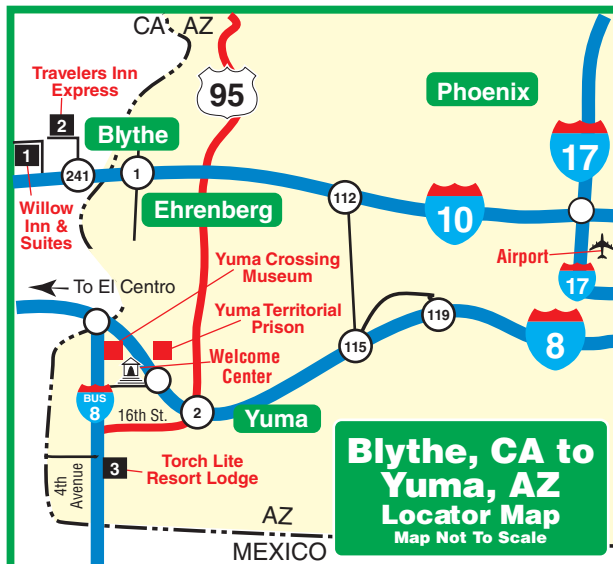 CA
AZ
Travelers Inn
Express
2
95
Phoenix
Blythe
17
1
241
1
Ehrenberg
112
10
Willow
Inn &
Suites
Airport
Yuma Crossing
Museum
17
To El Centro
Yuma Territorial
Prison
119
115
8
Welcome
Center
BUS
8
16th St.
2
Yuma
4th
Avenue
3
Torch Lite
Resort Lodge
Blythe, CA to
Yuma, AZ
Locator Map
Map Not To Scale
AZ
MEXICO